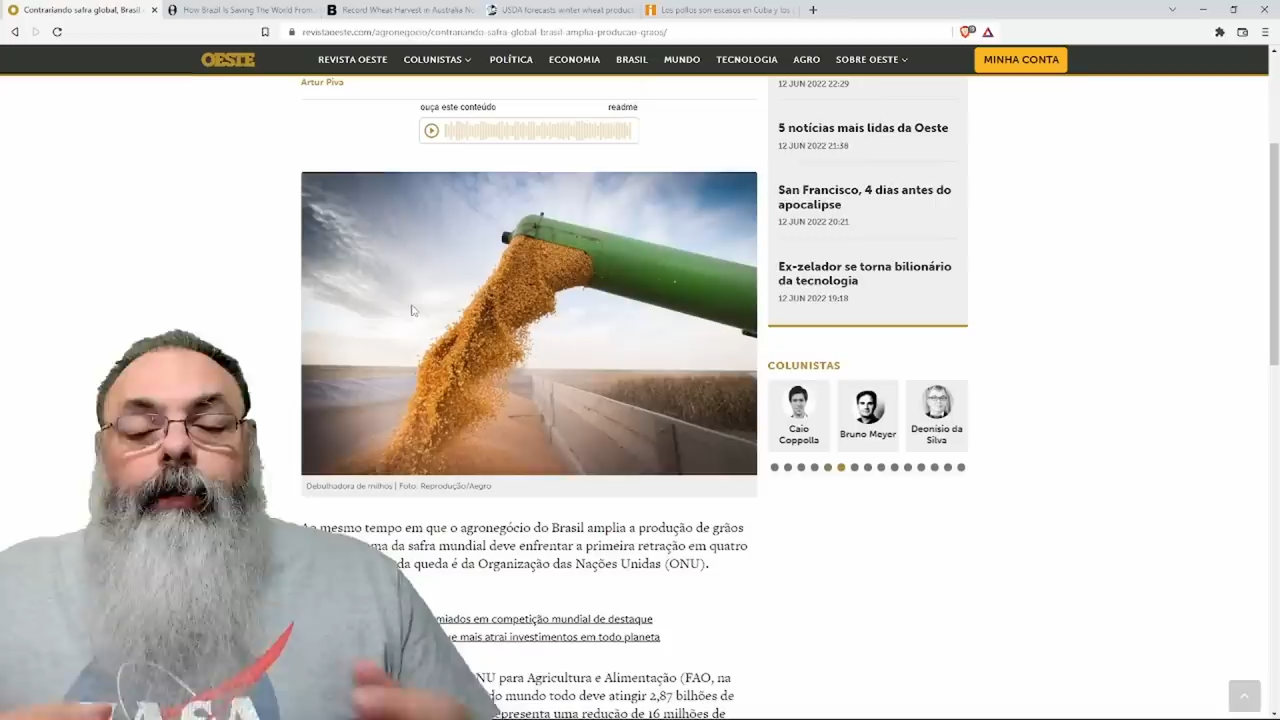 Contrariando safra global, Brasil
How Brazil Is Saving The World From
Record Wheat Harvest in Australia No
USDA forecasts winter wheat product
Los pollos son escasos en Cuba y los
revistaoeste.com/agronegocio/contrariando-safra-global-brasil-amplia-producao-graos/
OESTE
REVISTA OESTE
COLUNISTAS
POLÍTICA
ECONOMIA
BRASIL
MUNDO
TECNOLOGIA
AGRO
SOBRE OESTE
MINHA CONTA
Artur Piva
ouça este conteúdo
readme
Debulhadora de milhos | Foto: Reprodução/Aegro
Ao mesmo tempo em que o agronegócio do Brasil amplia a produção de grãos
ma da safra mundial deve enfrentar a primeira retração em quatro
da queda é da Organização das Nações Unidas (ONU).
miados em competição mundial de destaque
ue mais atrai investimentos em todo planeta
NU para Agricultura e Alimentação (FAO, na
do mundo todo deve atingir 2,87 bilhões de
epresenta uma redução de 16 milhões de
12 JUN 2022 22:29
5 notícias mais lidas da Oeste
12 JUN 2022 21:38
San Francisco, 4 dias antes do
apocalipse
12 JUN 2022 20:21
Ex-zelador se torna bilionário
da tecnologia
12 JUN 2022 19:18
COLUNISTAS
Caio
Coppolla
Bruno Meyer
Deonísio da
Silva